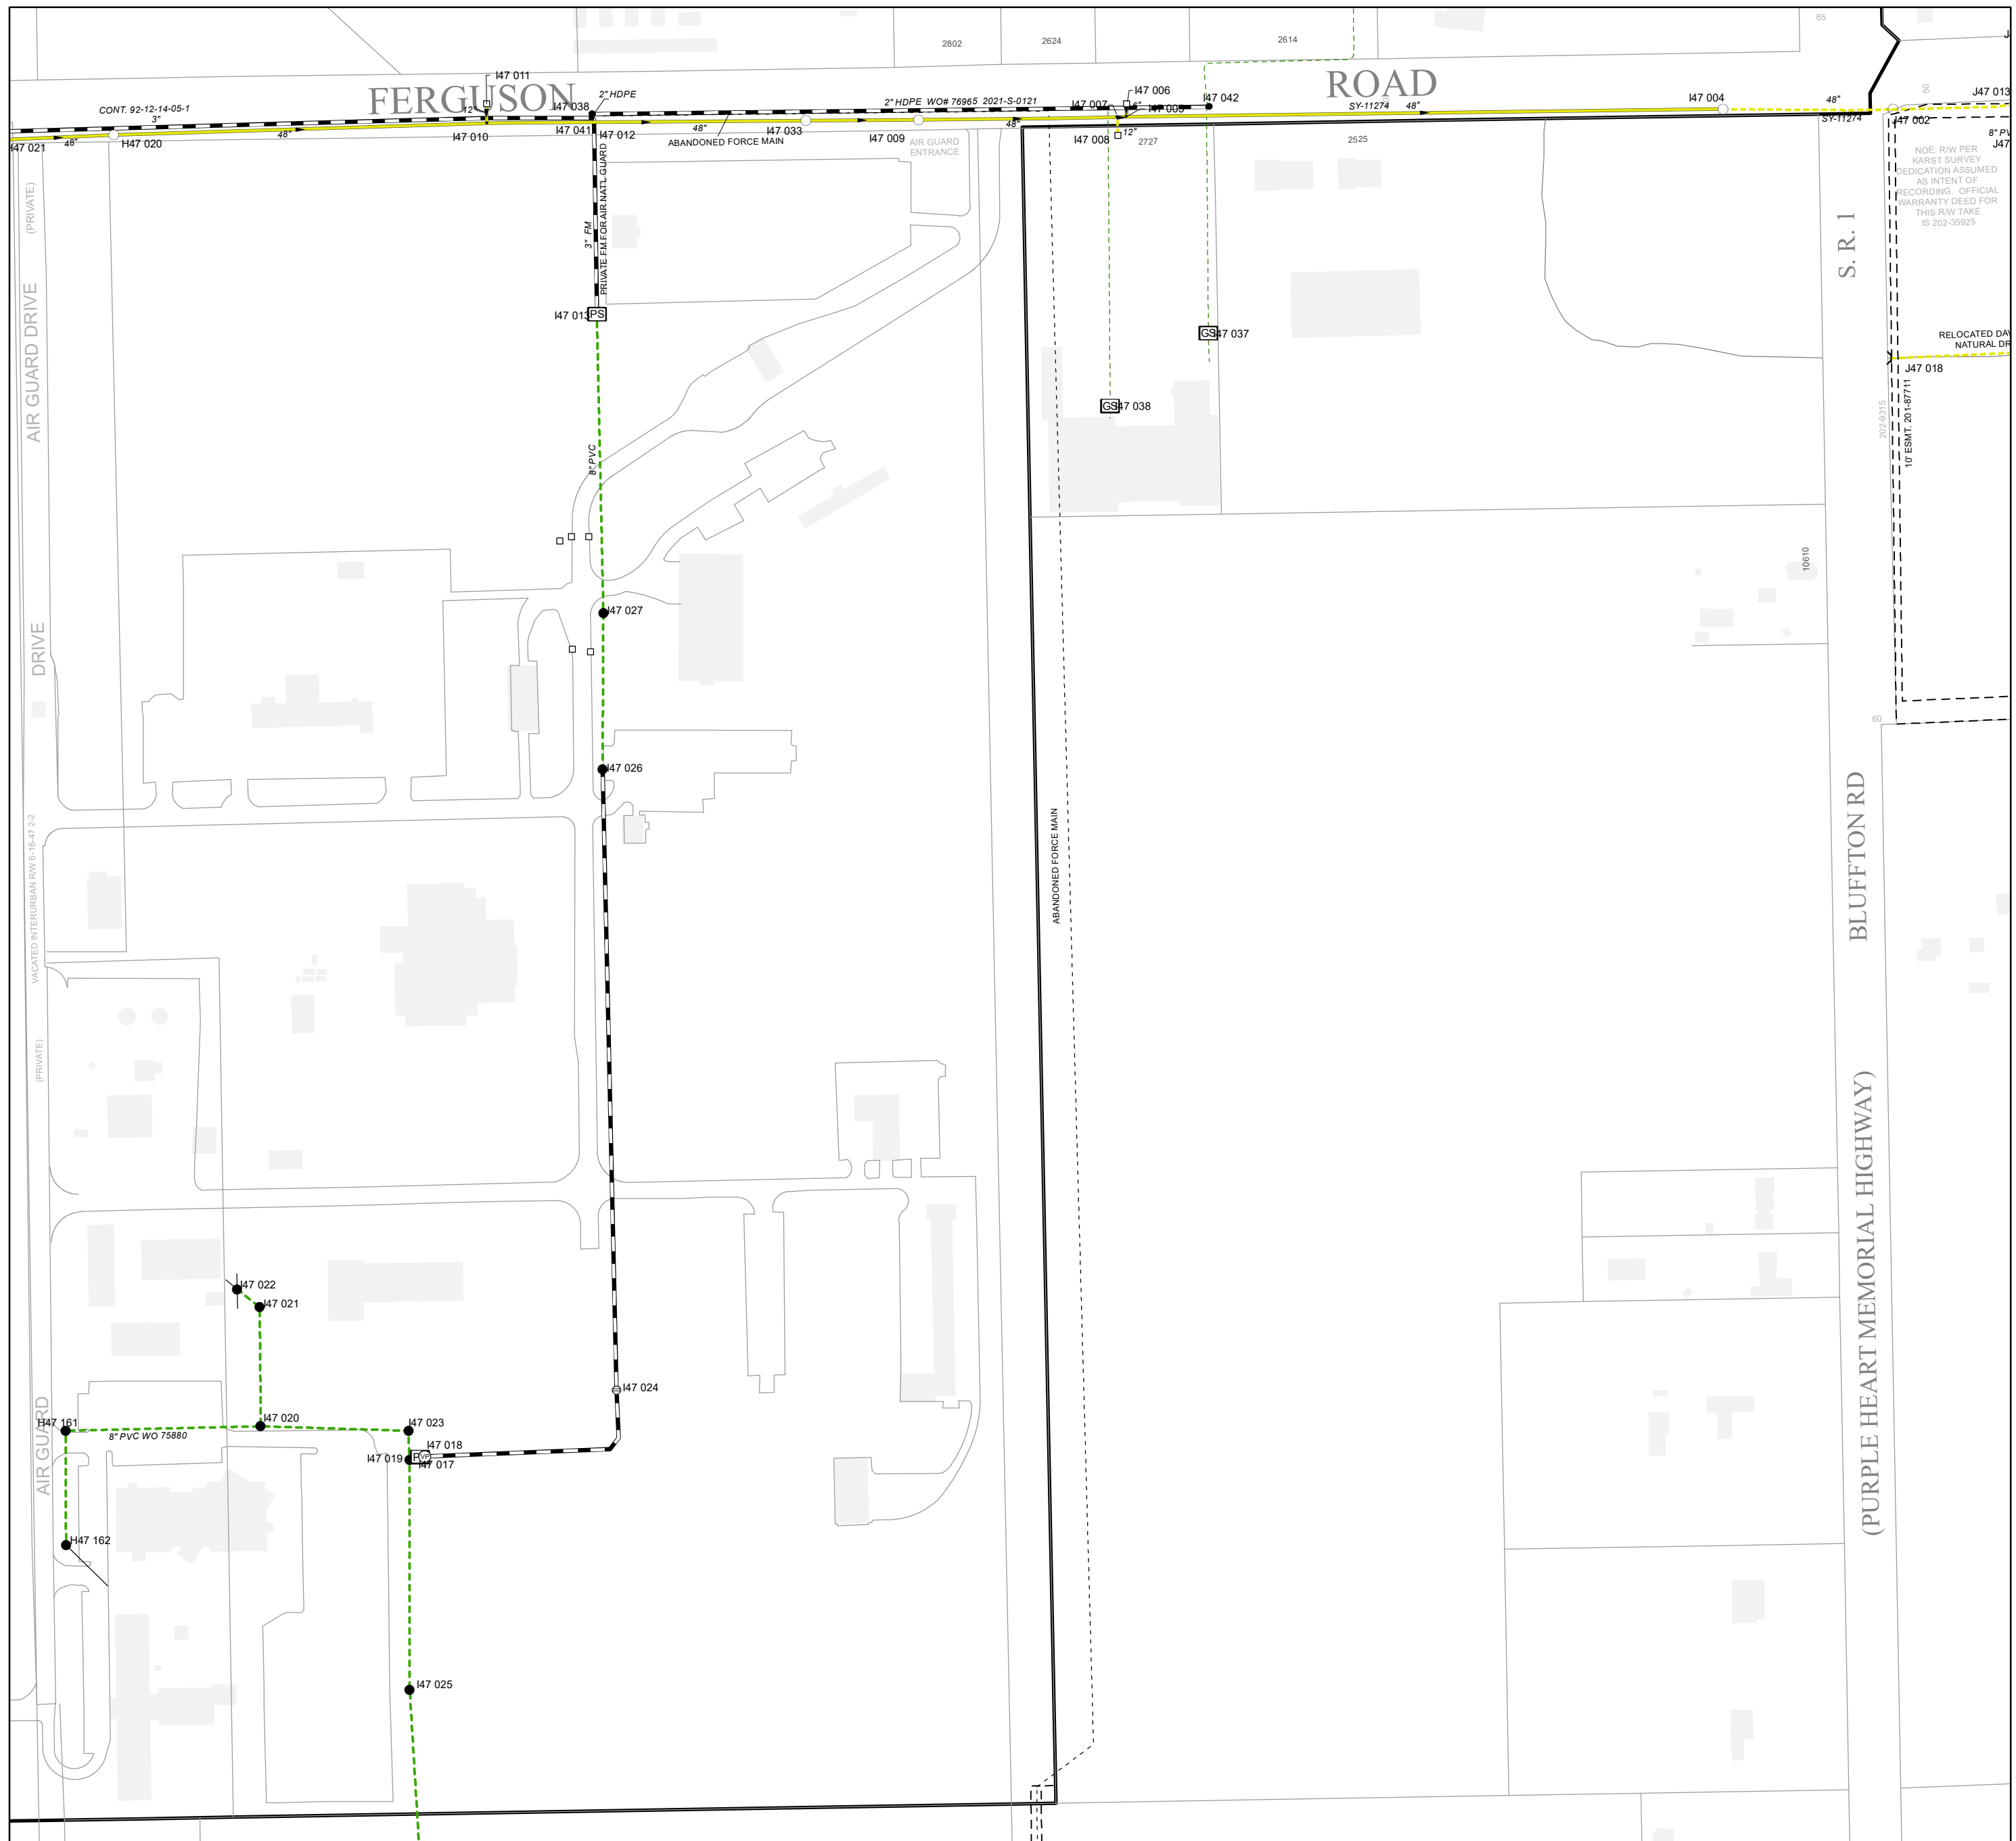 65
2802
2624
2614
J
I47 011
FERGUSON
I47 038
2" HDPE
I47 006
ROAD
50
J47 013
CONT. 92-12-14-05-1
3"
12"
2" HDPE WO# 76965 2021-S-0121
I47 007
6"
I47 005
I47 042
SY-11274 48"
I47 004
48"
SY-11274
J47 002
H47 021
48"
H47 020
48"
I47 010
I47 041
I47 012
48"
ABANDONED FORCE MAIN
I47 033
I47 009
48"
I47 008
12"
2727
2525
8" PV
J47
AIR GUARD
ENTRANCE
NOE: R/W PER
KARST SURVEY
DEDICATION ASSUMED
AS INTENT OF
RECORDING. OFFICIAL
WARRANTY DEED FOR
THIS R/W TAKE
IS 202-35925
(PRIVATE)
3" FM
PRIVATE F.M. FOR AIR NAT'L GUARD
S. R. 1
I47 013
PS
AIR GUARD DRIVE
GS
I47 037
RELOCATED DAV
NATURAL DR
J47 018
GS
I47 038
202-9315
10' ESMT. 201-87711
8" PVC
10610
I47 027
DRIVE
60
I47 026
VACATED INTERURBAN R/W 6-16-47 2-2
ABANDONED FORCE MAIN
BLUFFTON RD
(PRIVATE)
(PURPLE HEART MEMORIAL HIGHWAY)
I47 022
I47 021
I47 024
AIR GUARD
H47 161
I47 020
I47 023
8" PVC WO 75880
I47 018
I47 019
P
VP
I47 017
H47 162
I47 025